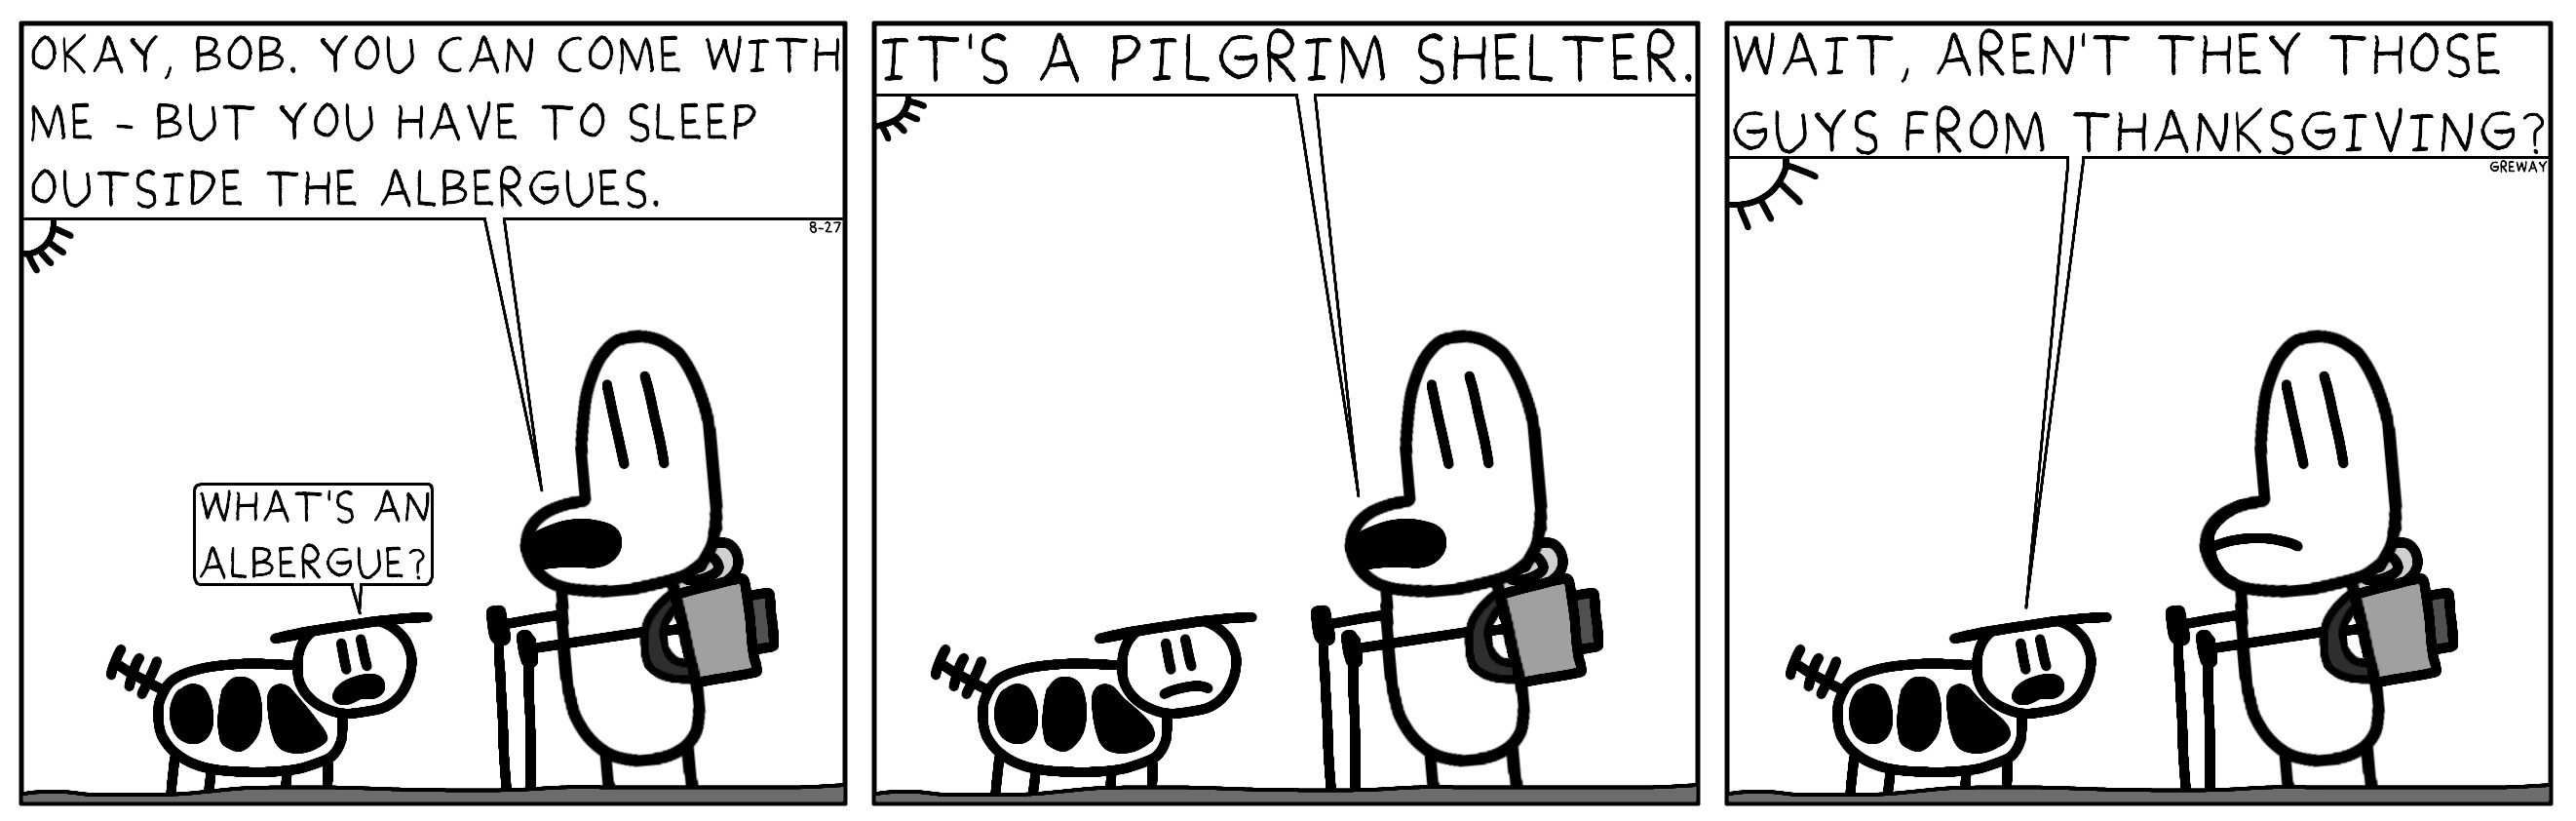 OKAY, BOB. YOU CAN COME WITH
ME - BUT YOU HAVE TO SLEEP
OUTSIDE THE ALBERGUES.
8-27
WHAT'S AN
ALBERGUE?
IT'S A PILGRIM SHELTER.
WAIT, AREN'T THEY THOSE
GUYS FROM THANKSGIVING?
GREWAY